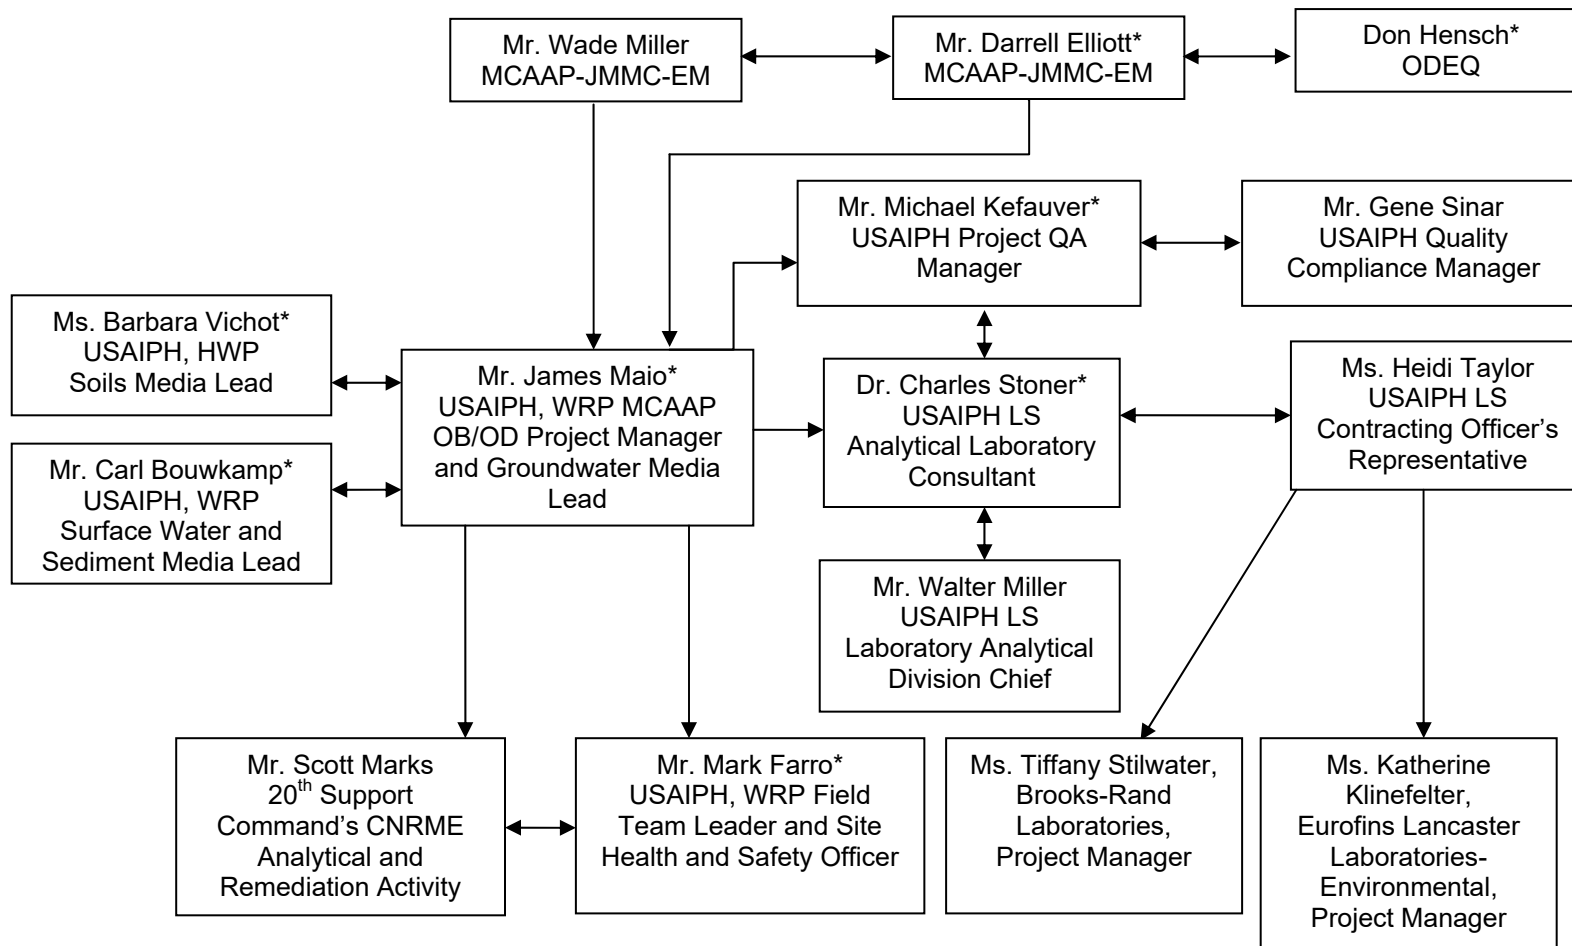 Mr. Wade Miller
MCAAP-JMMC-EM
Mr. Darrell Elliott*
MCAAP-JMMC-EM
Don Hensch*
ODEQ
Mr. Michael Kefauver*
USAIPH Project QA
Manager
Mr. Gene Sinar
USAIPH Quality
Compliance Manager
Ms. Barbara Vichot*
USAIPH, HWP
Soils Media Lead
Mr. James Maio*
USAIPH, WRP MCAAP
OB/OD Project Manager
and Groundwater Media
Lead
Dr. Charles Stoner*
USAIPH LS
Analytical Laboratory
Consultant
Ms. Heidi Taylor
USAIPH LS
Contracting Officer's
Representative
Mr. Carl Bouwkamp*
USAIPH, WRP
Surface Water and
Sediment Media Lead
Mr. Walter Miller
USAIPH LS
Laboratory Analytical
Division Chief
Mr. Scott Marks
20th Support
Command's CNRME
Analytical and
Remediation Activity
Mr. Mark Farro*
USAIPH, WRP Field
Team Leader and Site
Health and Safety Officer
Ms. Tiffany Stilwater,
Brooks-Rand
Laboratories,
Project Manager
Ms. Katherine
Klinefelter,
Eurofins Lancaster
Laboratories-
Environmental,
Project Manager